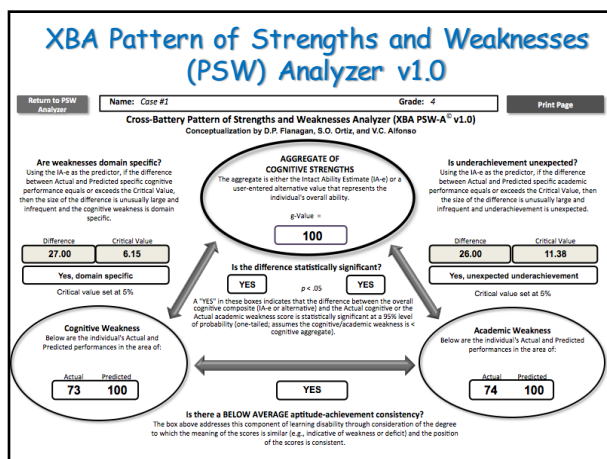 XBA Pattern of Strengths and Weaknesses
(PSW) Analyzer v1.0
Return to PSW
Analyzer
Name: Case #1
Grade: 4
Print Page
Cross-Battery Pattern of Strengths and Weaknesses Analyzer (XBA PSW-A© v1.0)
Conceptualization by D.P. Flanagan, S.O. Ortiz, and V.C. Alfonso
Are weaknesses domain specific?
Using the IA-e as the predictor, if the difference
between Actual and Predicted specific cognitive
performance equals or exceeds the Critical Value,
then the size of the difference is unusually large and
infrequent and the cognitive weakness is domain
specific.
Difference
Critical Value
27.00
6.15
Yes, domain specific
Critical value set at 5%
AGGREGATE OF
COGNITIVE STRENGTHS
The aggregate is either the Intact Ability Estimate (IA-e) or a
user-entered alternative value that represents the
individual's overall ability.
g-Value =
100
Is underachievement unexpected?
Using the IA-e as the predictor, if the difference
between Actual and Predicted specific academic
performance equals or exceeds the Critical Value, then
the size of the difference is unusually large and
infrequent and underachievement is unexpected.
Difference
Critical Value
26.00
11.38
Yes, unexpected underachievement
Critical value set at 5%
Is the difference statistically significant?
YES
p < .05
YES
A "YES" in these boxes indicates that the difference between the overall
cognitive composite (IA-e or alternative) and the Actual cognitive or the
Actual academic weakness score is statistically significant at a 95% level
of probability (one-tailed; assumes the cognitive/academic weakness is <
cognitive aggregate).
Cognitive Weakness
Below are the individual's Actual and
Predicted performances in the area of:
Actual
Predicted
73
100
Academic Weakness
Below are the individual's Actual and Predicted
performances in the area of:
Actual
Predicted
74
100
YES
Is there a BELOW AVERAGE aptitude-achievement consistency?
The box above addresses this component of learning disability through consideration of the degree
to which the meaning of the scores is similar (e.g., indicative of weakness or deficit) and the position
of the scores is consistent.